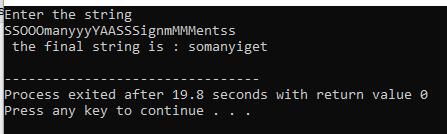 Enter the string
SSOOOmanyyyYAASSSignmMMMentss
 the final string is : somanyiget

--------------------------------
Process exited after 19.8 seconds with return value 0
Press any key to continue . . .